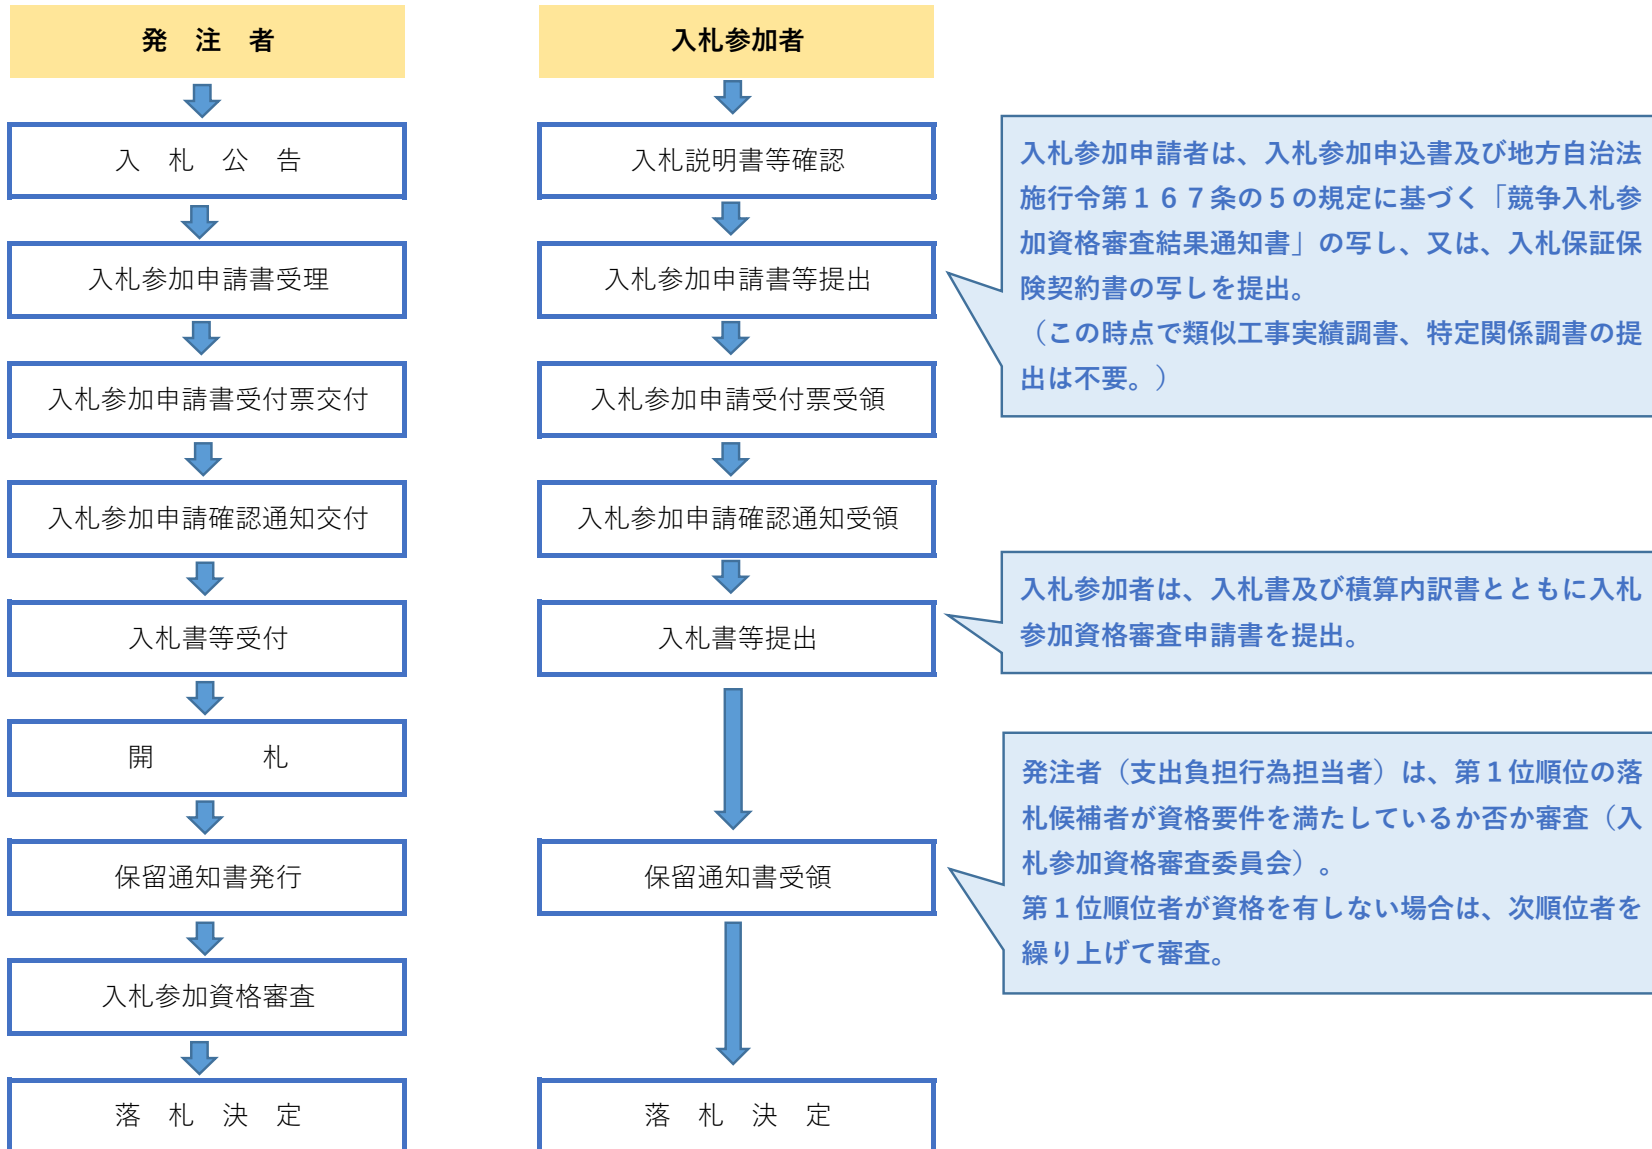 発　注　者
入札参加者
入　札　公　告
入札説明書等確認
入札参加申請者は、入札参加申込書及び地方自治法
施行令第１６７条の５の規定に基づく「競争入札参
加資格審査結果通知書」の写し、又は、入札保証保
険契約書の写しを提出。
（この時点で類似工事実績調書、特定関係調書の提
出は不要。）
入札参加申請書受理
入札参加申請書等提出
入札参加申請書受付票交付
入札参加申請受付票受領
入札参加申請確認通知交付
入札参加申請確認通知受領
入札書等受付
入札書等提出
入札参加者は、入札書及び積算内訳書とともに入札
参加資格審査申請書を提出。
開　　　　札
保留通知書発行
保留通知書受領
発注者（支出負担行為担当者）は、第１位順位の落
札候補者が資格要件を満たしているか否か審査（入
札参加資格審査委員会）。
第１位順位者が資格を有しない場合は、次順位者を
繰り上げて審査。
入札参加資格審査
落　札　決　定
落　札　決　定